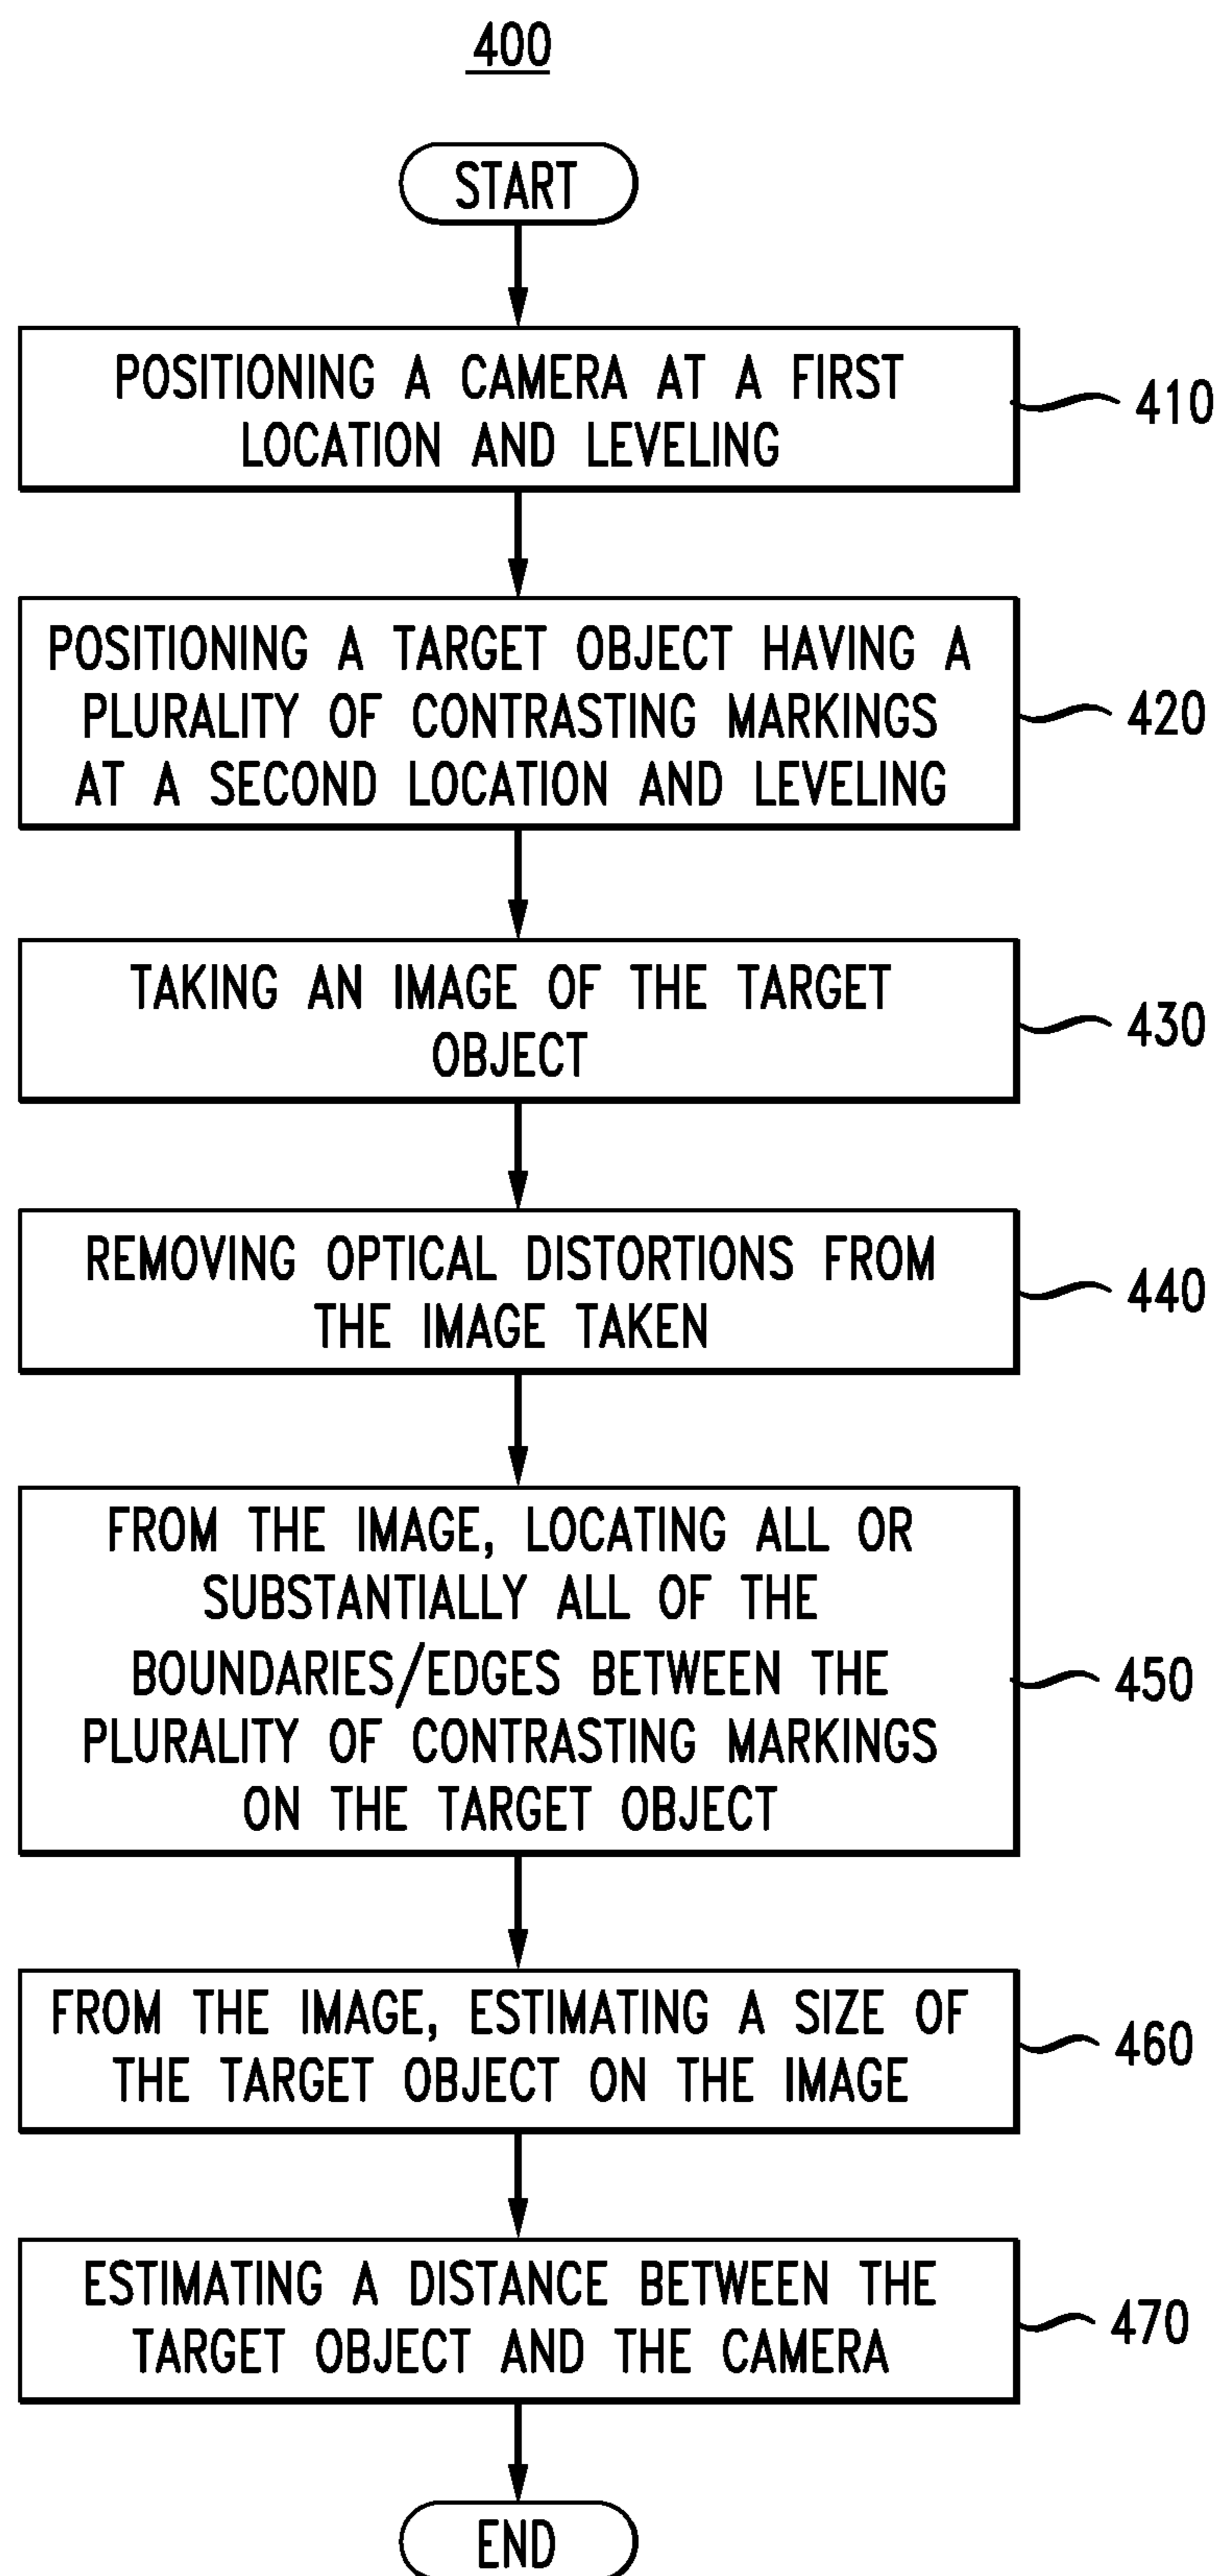 400
START
POSITIONING A CAMERA AT A FIRST
LOCATION AND LEVELING
410
POSITIONING A TARGET OBJECT HAVING A
PLURALITY OF CONTRASTING MARKINGS
AT A SECOND LOCATION AND LEVELING
420
TAKING AN IMAGE OF THE TARGET
OBJECT
430
REMOVING OPTICAL DISTORTIONS FROM
THE IMAGE TAKEN
440
FROM THE IMAGE, LOCATING ALL OR
SUBSTANTIALLY ALL OF THE
BOUNDARIES/EDGES BETWEEN THE
PLURALITY OF CONTRASTING MARKINGS
ON THE TARGET OBJECT
450
FROM THE IMAGE, ESTIMATING A SIZE OF
THE TARGET OBJECT ON THE IMAGE
460
ESTIMATING A DISTANCE BETWEEN THE
TARGET OBJECT AND THE CAMERA
470
END